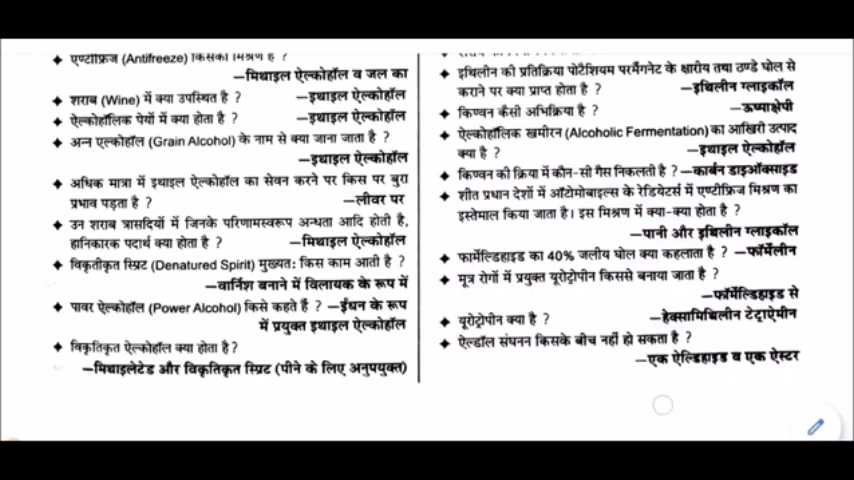 एण्टीफ्रिज (Antifreeze) किसका मिश्रण है ?
—मिथाइल ऐल्कोहॉल व जल का
शराब (Wine) में क्या उपस्थित है ? —इथाइल ऐल्कोहॉल
ऐल्कोहॉलिक पेयों में क्या होता है ? —इथाइल ऐल्कोहॉल
अन्न एल्कोहॉल (Grain Alcohol) के नाम से क्या जाना जाता है ?
—इथाइल ऐल्कोहॉल
अधिक मात्रा में इथाइल ऐल्कोहॉल का सेवन करने पर किस पर बुरा
प्रभाव पड़ता है ? —लीवर पर
उन शराब त्रासदियों में जिनके परिणामस्वरूप अन्धता आदि होती है,
हानिकारक पदार्थ क्या होता है ? —मिथाइल ऐल्कोहॉल
विकृतीकृत स्प्रिट (Denatured Spirit) मुख्यत: किस काम आती है ?
—वार्निश बनाने में विलायक के रूप में
पावर ऐल्कोहॉल (Power Alcohol) किसे कहते हैं ? —ईंधन के रूप
में प्रयुक्त इथाइल ऐल्कोहॉल
विकृतिकृत ऐल्कोहॉल क्या होता है?
—मिथाइलेटेड और विकृतिकृत स्प्रिट (पीने के लिए अनुपयुक्त)
इथिलीन की प्रतिक्रिया पोटैशियम परमैंगनेट के क्षारीय तथा ठण्डे घोल से
कराने पर क्या प्राप्त होता है ? —इथिलीन ग्लाइकॉल
किण्वन कैसी अभिक्रिया है ? —ऊष्माक्षेपी
ऐल्कोहॉलिक खमीरन (Alcoholic Fermentation) का आखिरी उत्पाद
क्या है ? —इथाइल ऐल्कोहॉल
किण्वन की क्रिया में कौन-सी गैस निकलती है ? —कार्बन डाइऑक्साइड
शीत प्रधान देशों में ऑटोमोबाइल्स के रेडियेटर्स में एण्टीफ्रिज मिश्रण का
इस्तेमाल किया जाता है। इस मिश्रण में क्या-क्या होता है ?
—पानी और इथिलीन ग्लाइकॉल
फार्मेल्डिहाइड का 40% जलीय घोल क्या कहलाता है ? —फॉर्मेलीन
मूत्र रोगों में प्रयुक्त यूरोट्रोपीन किससे बनाया जाता है ?
—फॉर्मेल्डिहाइड से
यूरोट्रोपीन क्या है ? —हेक्सामिथिलीन टेट्राऐमीन
ऐल्डॉल संघनन किसके बीच नहीं हो सकता है ?
—एक ऐल्डिहाइड व एक ऐस्टर